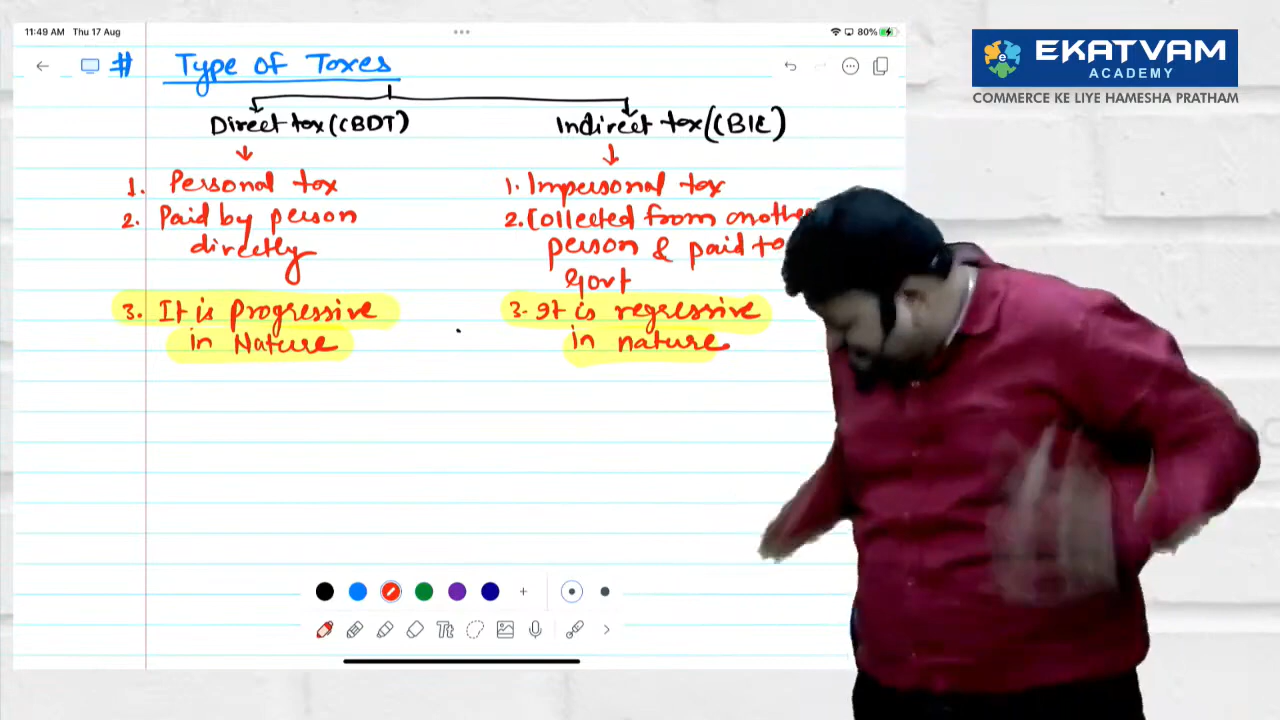 11:49 AM Thu 17 Aug
80%
EKATVAM
ACADEMY
COMMERCE KE LIYE HAMESHA PRATHAM
# Type of Taxes
Direct tax (CBDT)
1. Personal tax
2. Paid by person
directly
3. It is progressive
in Nature
Indirect tax (CBIC)
1. Impersonal tax
2. Collected from another
person & paid to
Govt
3. It is regressive
in nature
Tt